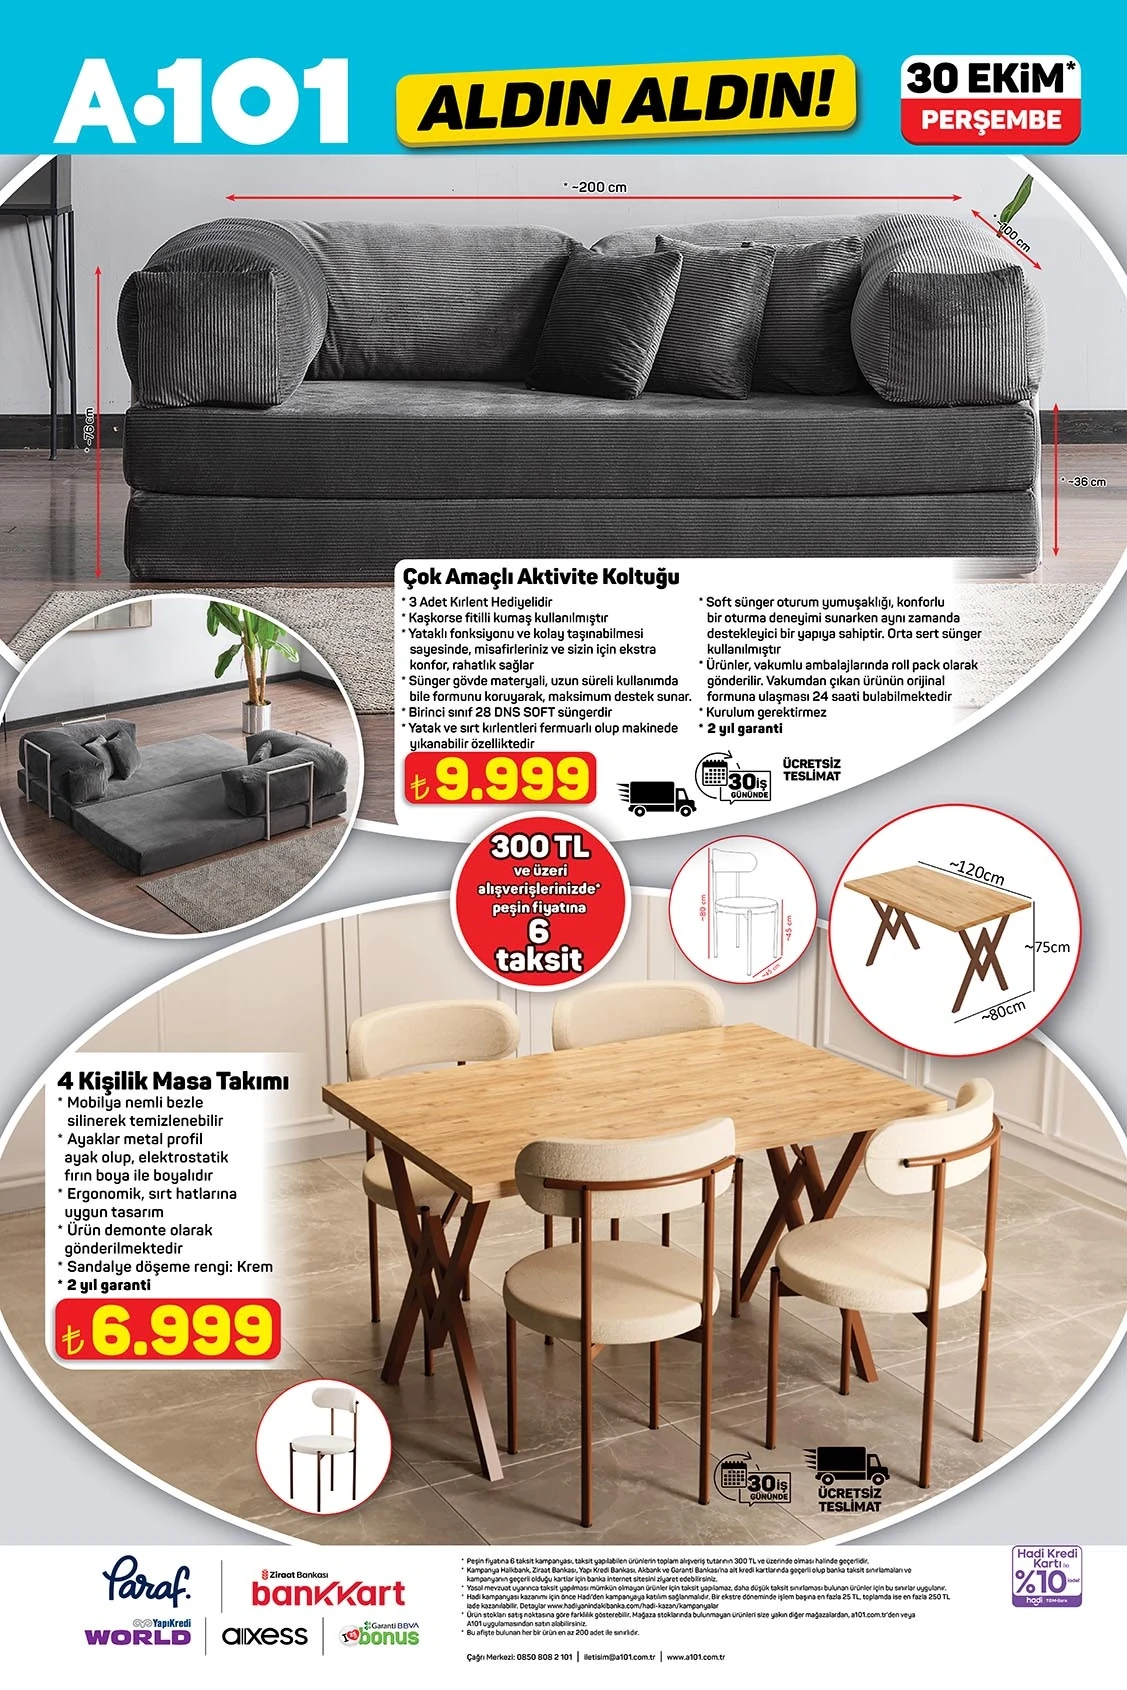 A101
ALDIN ALDIN!
30 EKİM*
PERŞEMBE
* ~200 cm
* ~100 cm
* ~76 cm
* ~36 cm
Çok Amaçlı Aktivite Koltuğu
* 3 Adet Kırlent Hediyelidir
* Kaşkorse fitilli kumaş kullanılmıştır
* Yataklı fonksiyonu ve kolay taşınabilmesi
sayesinde, misafirleriniz ve sizin için ekstra
konfor, rahatlık sağlar
* Sünger gövde materyali, uzun süreli kullanımda
bile formunu koruyarak, maksimum destek sunar.
* Birinci sınıf 28 DNS SOFT süngerdir
* Yatak ve sırt kırlentleri fermuarlı olup makinede
yıkanabilir özelliktedir
* Soft sünger oturum yumuşaklığı, konforlu
bir oturma deneyimi sunarken aynı zamanda
destekleyici bir yapıya sahiptir. Orta sert sünger
kullanılmıştır
* Ürünler, vakumlu ambalajlarında roll pack olarak
gönderilir. Vakumdan çıkan ürünün orijinal
formuna ulaşması 24 saati bulabilmektedir
* Kurulum gerektirmez
* 2 yıl garanti
₺9.999
30 İŞ
GÜNÜNDE
ÜCRETSİZ
TESLİMAT
300 TL
ve üzeri
alışverişlerinizde*
peşin fiyatına
6
taksit
~80 cm
~45 cm
~45 cm
~120cm
~75cm
~80cm
4 Kişilik Masa Takımı
* Mobilya nemli bezle
silinerek temizlenebilir
* Ayaklar metal profil
ayak olup, elektrostatik
fırın boya ile boyalıdır
* Ergonomik, sırt hatlarına
uygun tasarım
* Ürün demonte olarak
gönderilmektedir
* Sandalye döşeme rengi: Krem
* 2 yıl garanti
₺6.999
30 İŞ
GÜNÜNDE
ÜCRETSİZ
TESLİMAT
Paraf.
Ziraat Bankası
bankkart
YapıKredi
WORLD
axess
Garanti BBVA
bonus
* Peşin fiyatına 6 taksit kampanyası, taksit yapılabilen ürünlerin toplam alışveriş tutarının 300 TL ve üzerinde olması halinde geçerlidir.
* Kampanya Halkbank, Ziraat Bankası, Yapı Kredi Bankası, Akbank ve Garanti Bankası'na ait kredi kartlarında geçerli olup banka taksit sınırlamaları ve
kampanyanın geçerli olduğu kartlar için banka internet sitesini ziyaret edebilirsiniz.
* Yasal mevzuat uyarınca taksit yapılması mümkün olmayan ürünler için taksit yapılamaz, daha düşük taksit sınırlaması bulunan ürünler için bu sınırlar uygulanır.
* Hadi kampanyası kazanımı için önce Hadi'den kampanyaya katılım sağlanmalıdır. Bir ekstre döneminde işlem başına en fazla 25 TL, toplamda ise en fazla 250 TL
iade kazanılabilir. Detaylar www.hadiyanindakibanka.com/hadi-kazan/kampanyalar
* Ürün stokları satış noktasına göre farklılık gösterebilir. Mağaza stoklarında bulunmayan ürünleri size yakın diğer mağazalardan, a101.com.tr'den veya
A101 uygulamasından satın alabilirsiniz.
* Bu afişte bulunan her bir ürün en az 200 adet ile sınırlıdır.
Çağrı Merkezi: 0850 808 2 101 | iletisim@a101.com.tr | www.a101.com.tr
Hadi Kredi
Kartı ile
%10 iade!
hadi